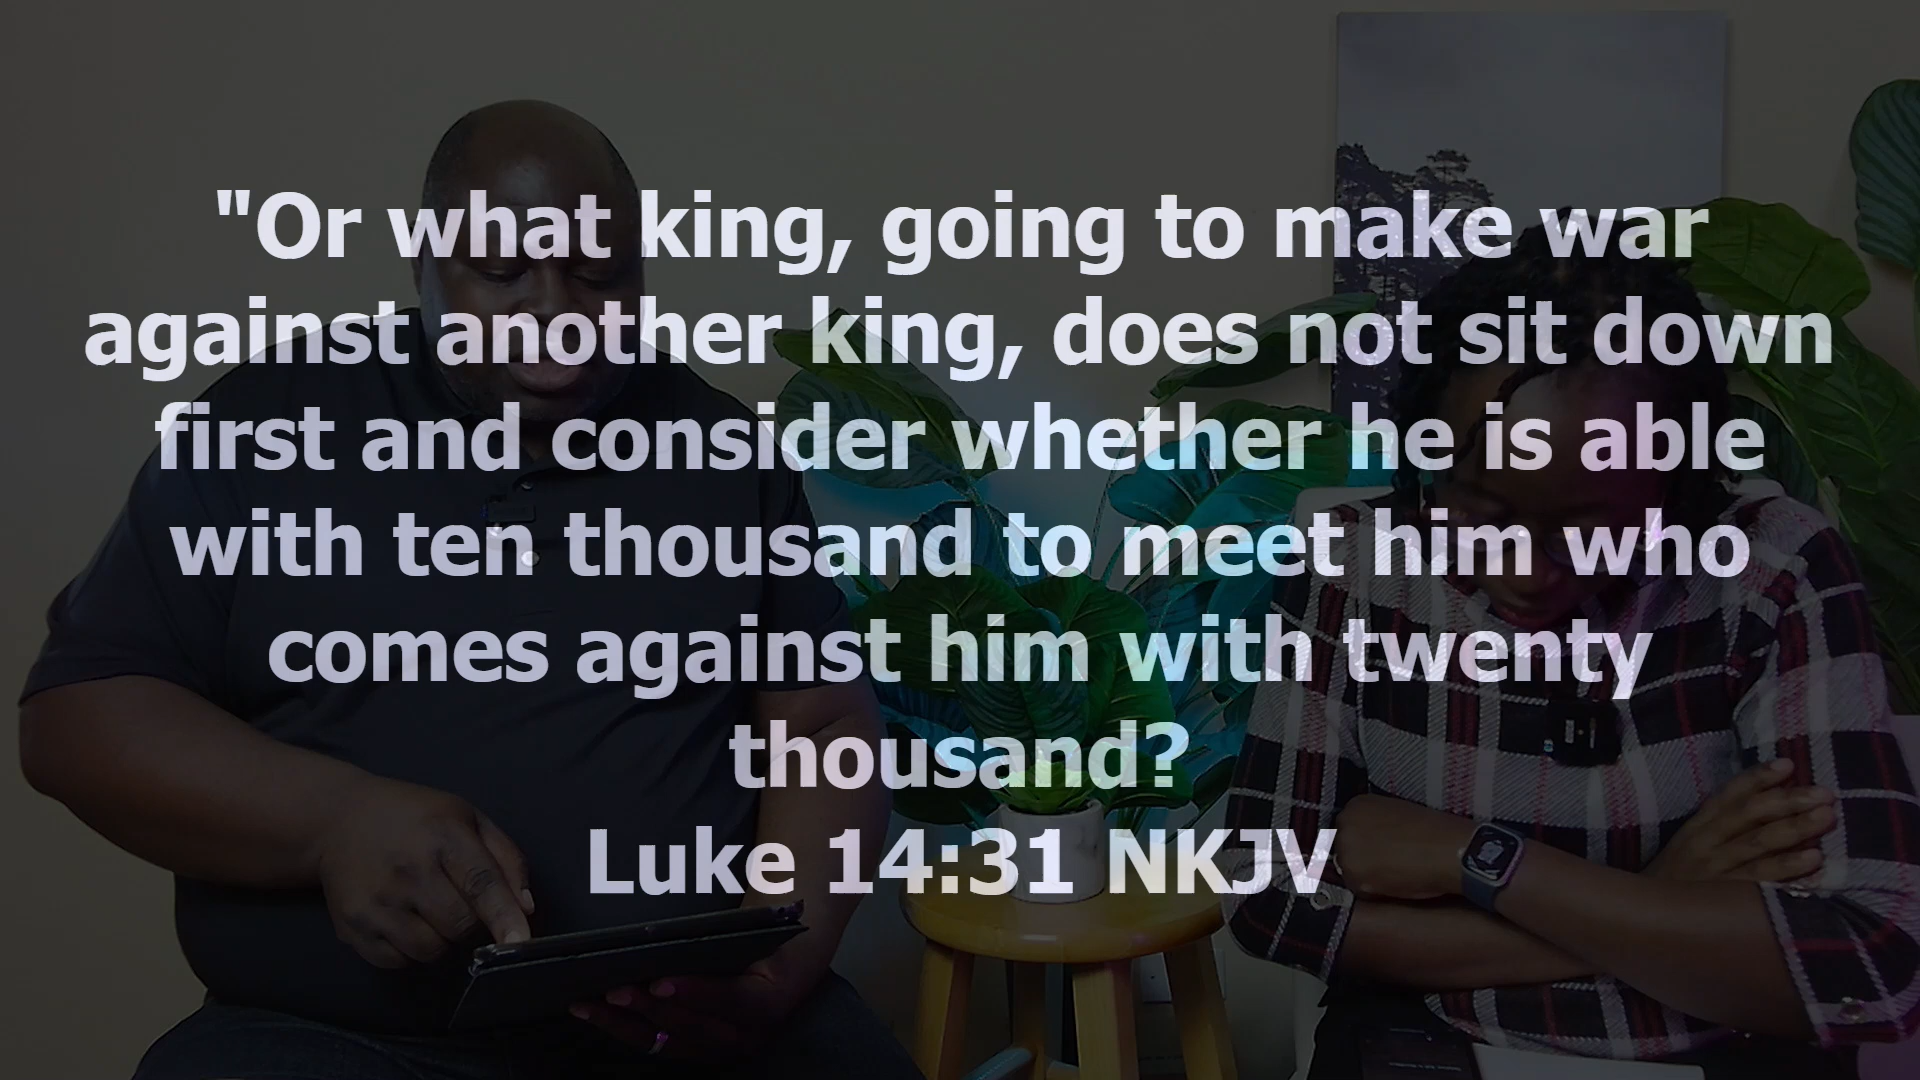 "Or what king, going to make war
against another king, does not sit down
first and consider whether he is able
with ten thousand to meet him who
comes against him with twenty
thousand?
Luke 14:31 NKJV